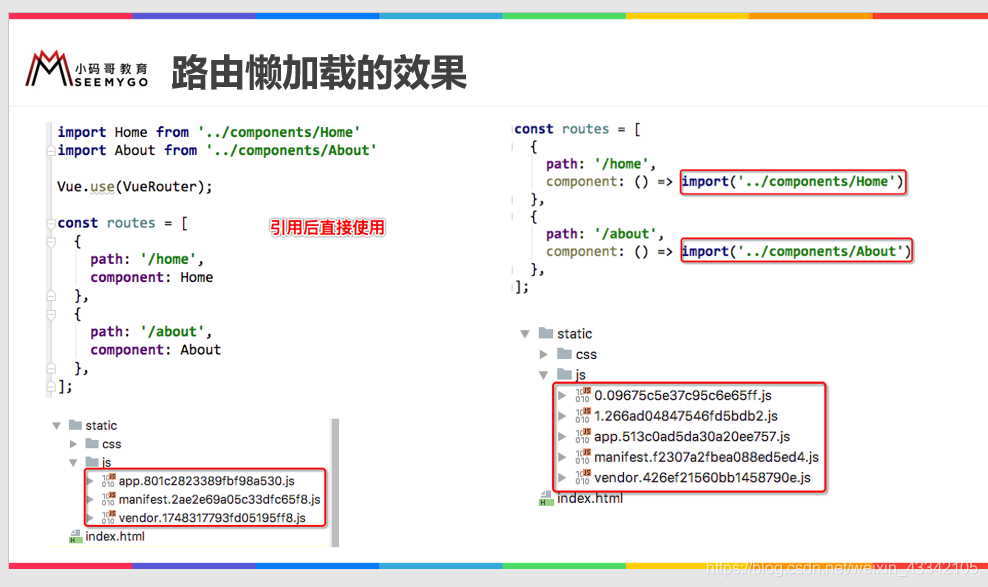 小码哥教育
SEEMYGO
路由懒加载的效果
import Home from '../components/Home'
import About from '../components/About'
Vue.use(VueRouter);
const routes = [
{
path: '/home',
component: Home
},
{
path: '/about',
component: About
},
];
引用后直接使用
static
css
js
app.801c2823389fbf98a530.js
manifest.2ae2e69a05c33dfc65f8.js
vendor.1748317793fd05195ff8.js
index.html
const routes = [
{
path: '/home',
component: () => import('../components/Home')
},
{
path: '/about',
component: () => import('../components/About')
},
];
static
css
js
0.09675c5e37c95c6e65ff.js
1.266ad04847546fd5bdb2.js
app.513c0ad5da30a20ee757.js
manifest.f2307a2fbea088ed5ed4.js
vendor.426ef21560bb1458790e.js
index.html
https://blog.csdn.net/weixin_43342105